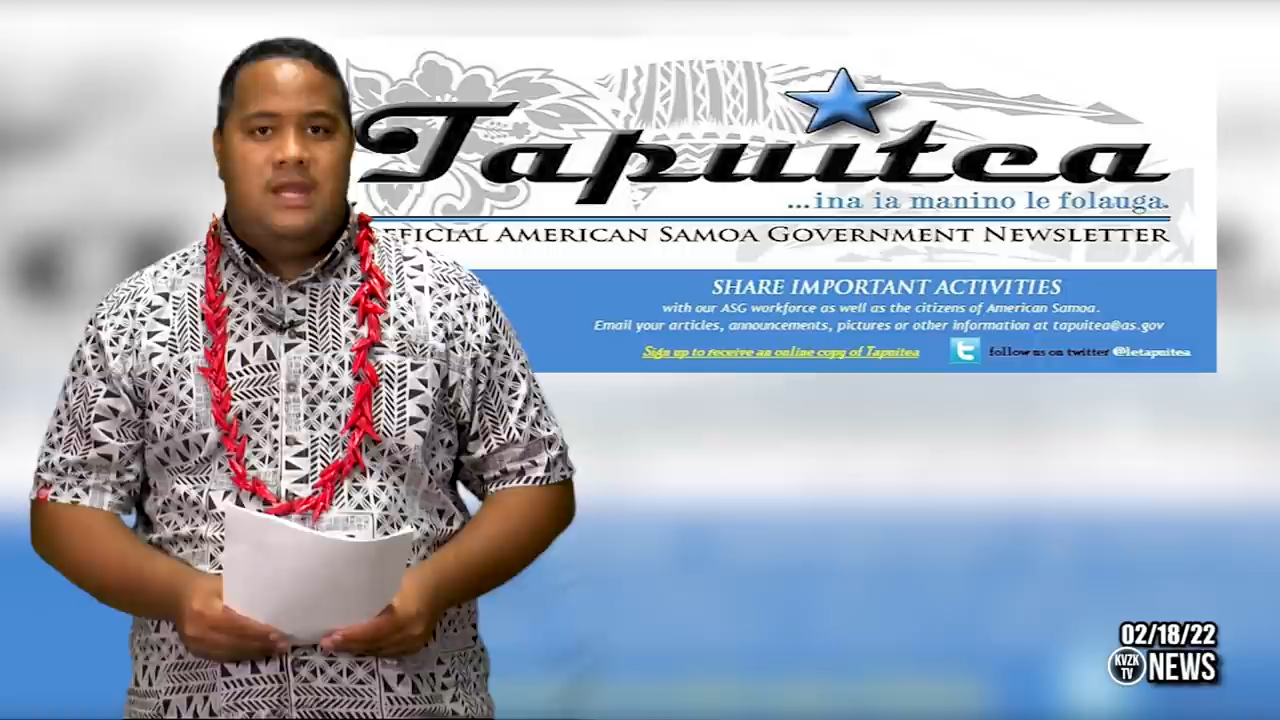 Tapuitea
...ina ia manino le folauga.
FFICIAL AMERICAN SAMOA GOVERNMENT NEWSLETTER
SHARE IMPORTANT ACTIVITIES
with our ASG workforce as well as the citizens of American Samoa.
Email your articles, announcements, pictures or other information at tapuitea@as.gov
Sign up to receive an online copy of Tapuitea
follow us on twitter @letapuitea
02/18/22
KVZK
TV
NEWS